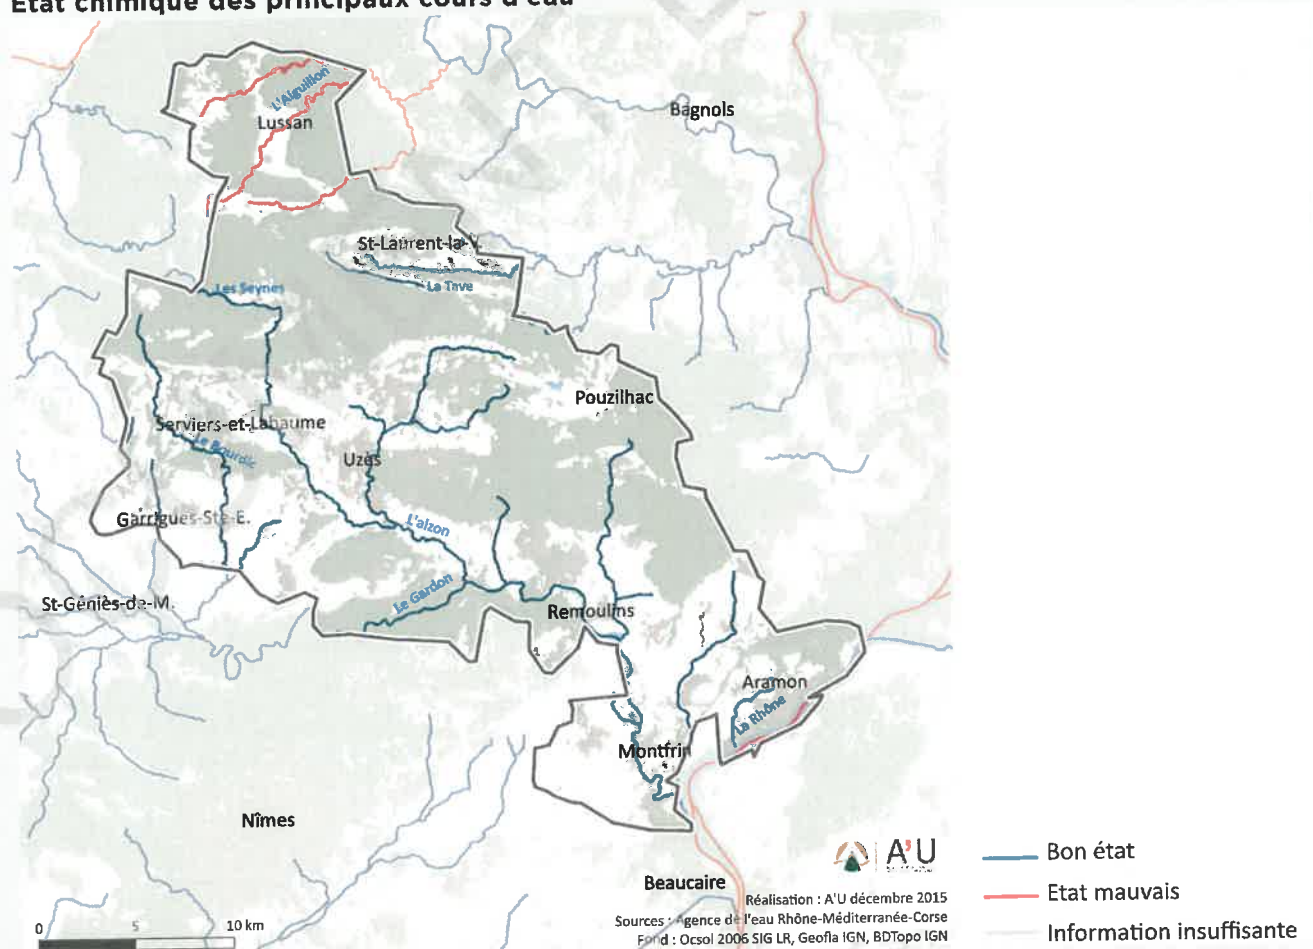 Etat chimique des principaux cours d'eau
L'Aiguillon
Lussan
Bagnols
St-Laurent-la-V.
La Tave
Les Seynes
Pouzilhac
Serviers-et-Labaume
Le Bourdic
Uzès
Garrigues-Ste-E.
L'alzon
Le Gardon
St-Géniès-de-M.
Remoulins
Aramon
Le Rhône
Montfrin
Nîmes
Beaucaire
A'U
Réalisation : A'U décembre 2015
Sources : Agence de l'eau Rhône-Méditerranée-Corse
Fond : Ocsol 2006 SIG LR, Geofla IGN, BDTopo IGN
0 5 10 km
Bon état
Etat mauvais
Information insuffisante